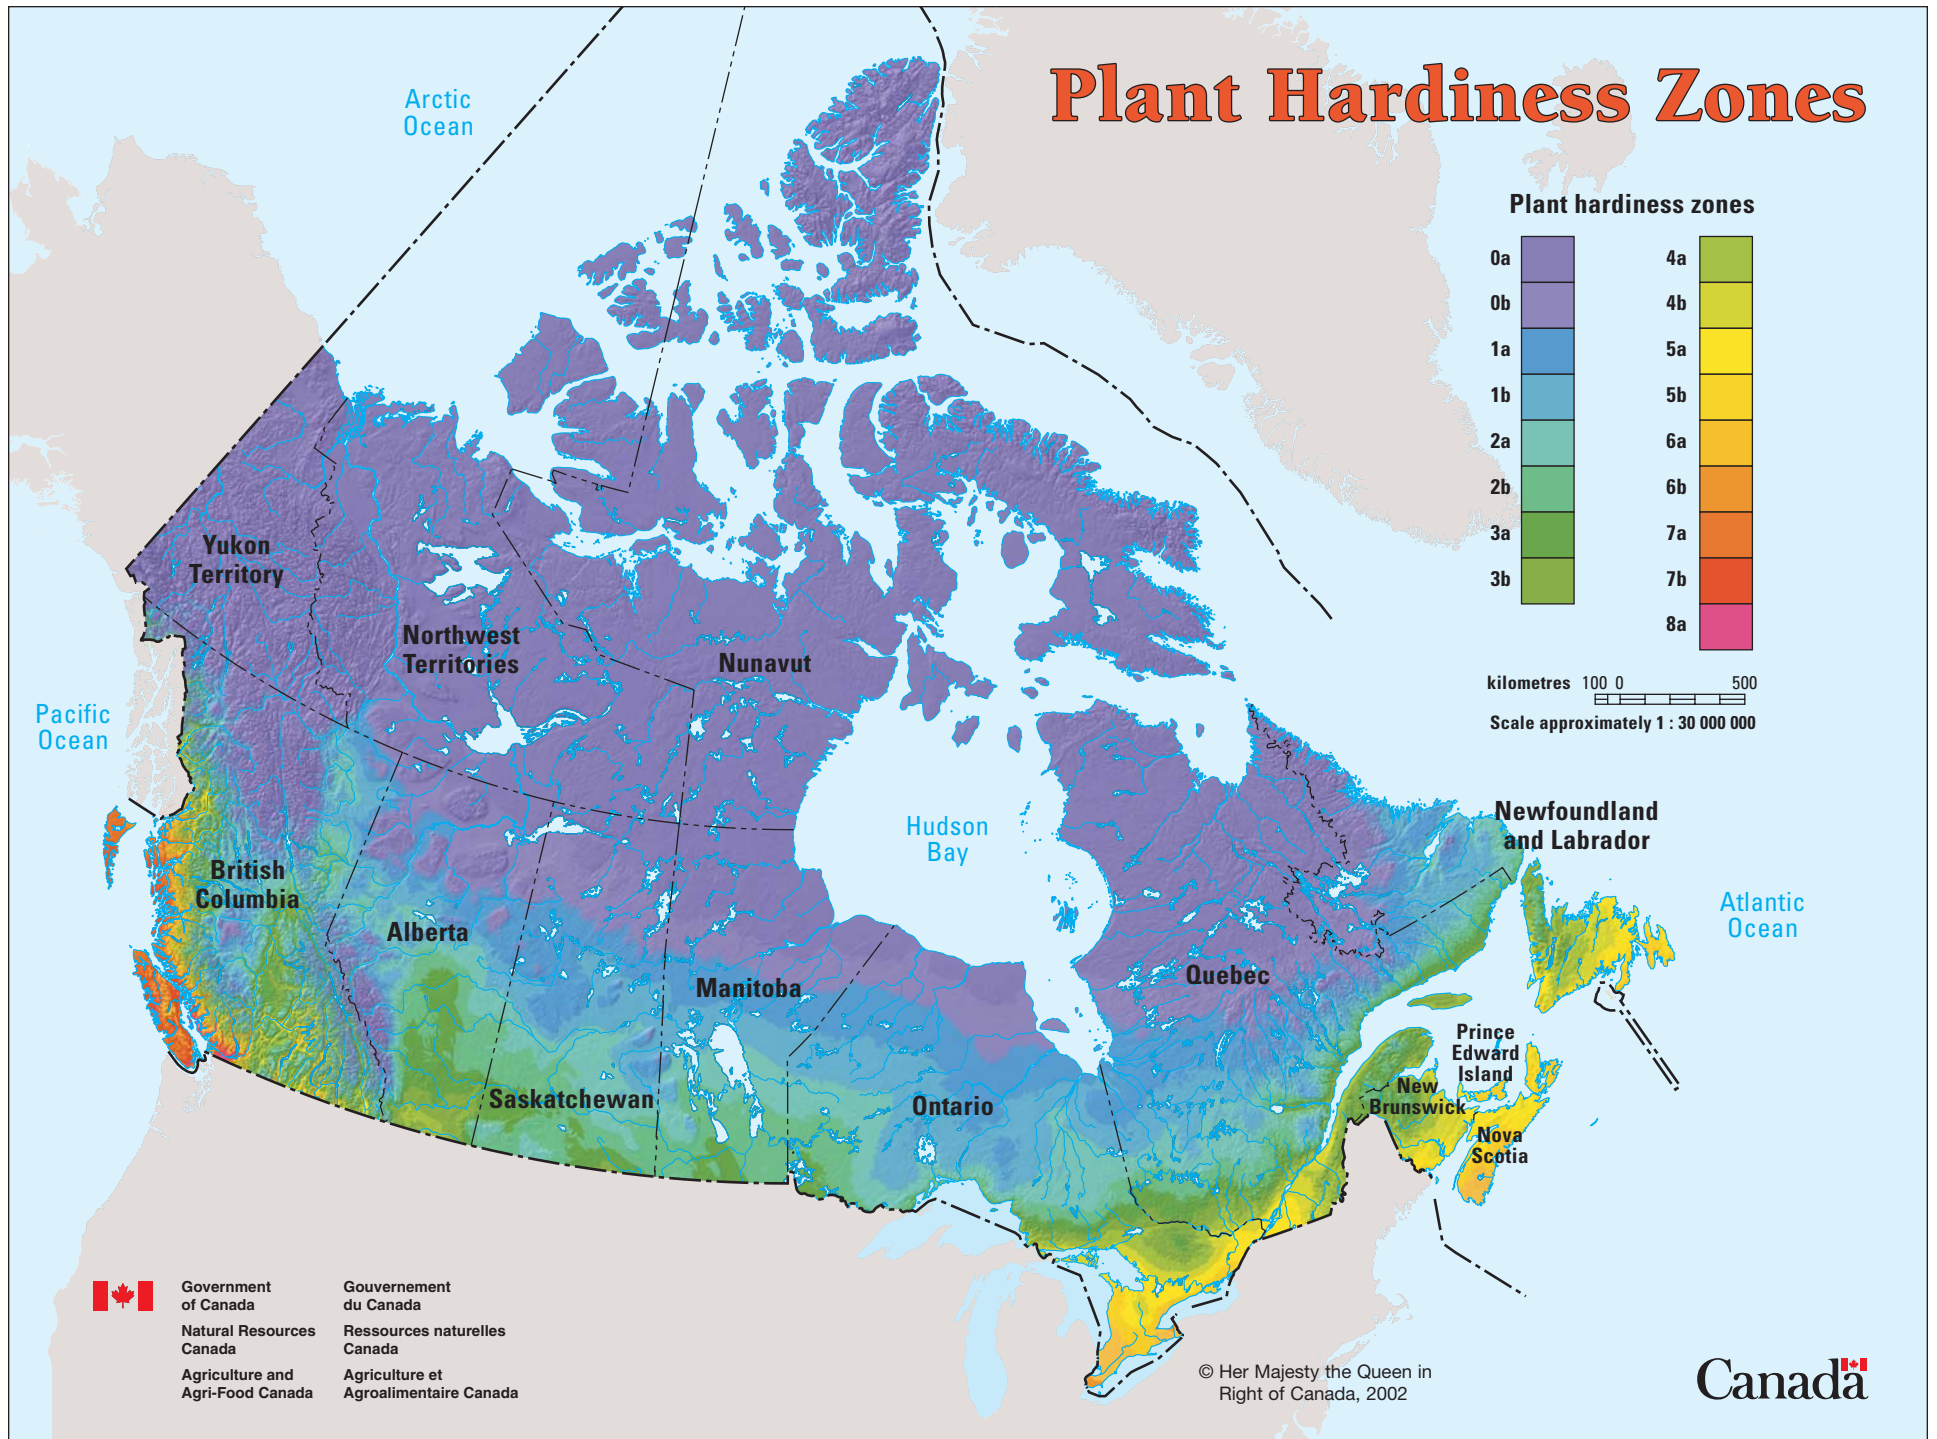 Plant Hardiness Zones
Arctic
Ocean
Plant hardiness zones
0a
0b
1a
1b
2a
2b
3a
3b
4a
4b
5a
5b
6a
6b
7a
7b
8a
kilometres 100 0 500
Scale approximately 1 : 30 000 000
Yukon
Territory
Northwest
Territories
Nunavut
Pacific
Ocean
Hudson
Bay
Newfoundland
and Labrador
British
Columbia
Alberta
Atlantic
Ocean
Manitoba
Quebec
Saskatchewan
Ontario
Prince
Edward
Island
New
Brunswick
Nova
Scotia
Government
of Canada
Gouvernement
du Canada
Natural Resources
Canada
Ressources naturelles
Canada
Agriculture and
Agri-Food Canada
Agriculture et
Agroalimentaire Canada
© Her Majesty the Queen in
Right of Canada, 2002
Canada